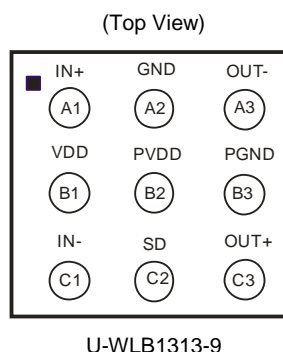 (Top View)
IN+ GND OUT-
A1 A2 A3
VDD PVDD PGND
B1 B2 B3
IN- SD OUT+
C1 C2 C3
U-WLB1313-9